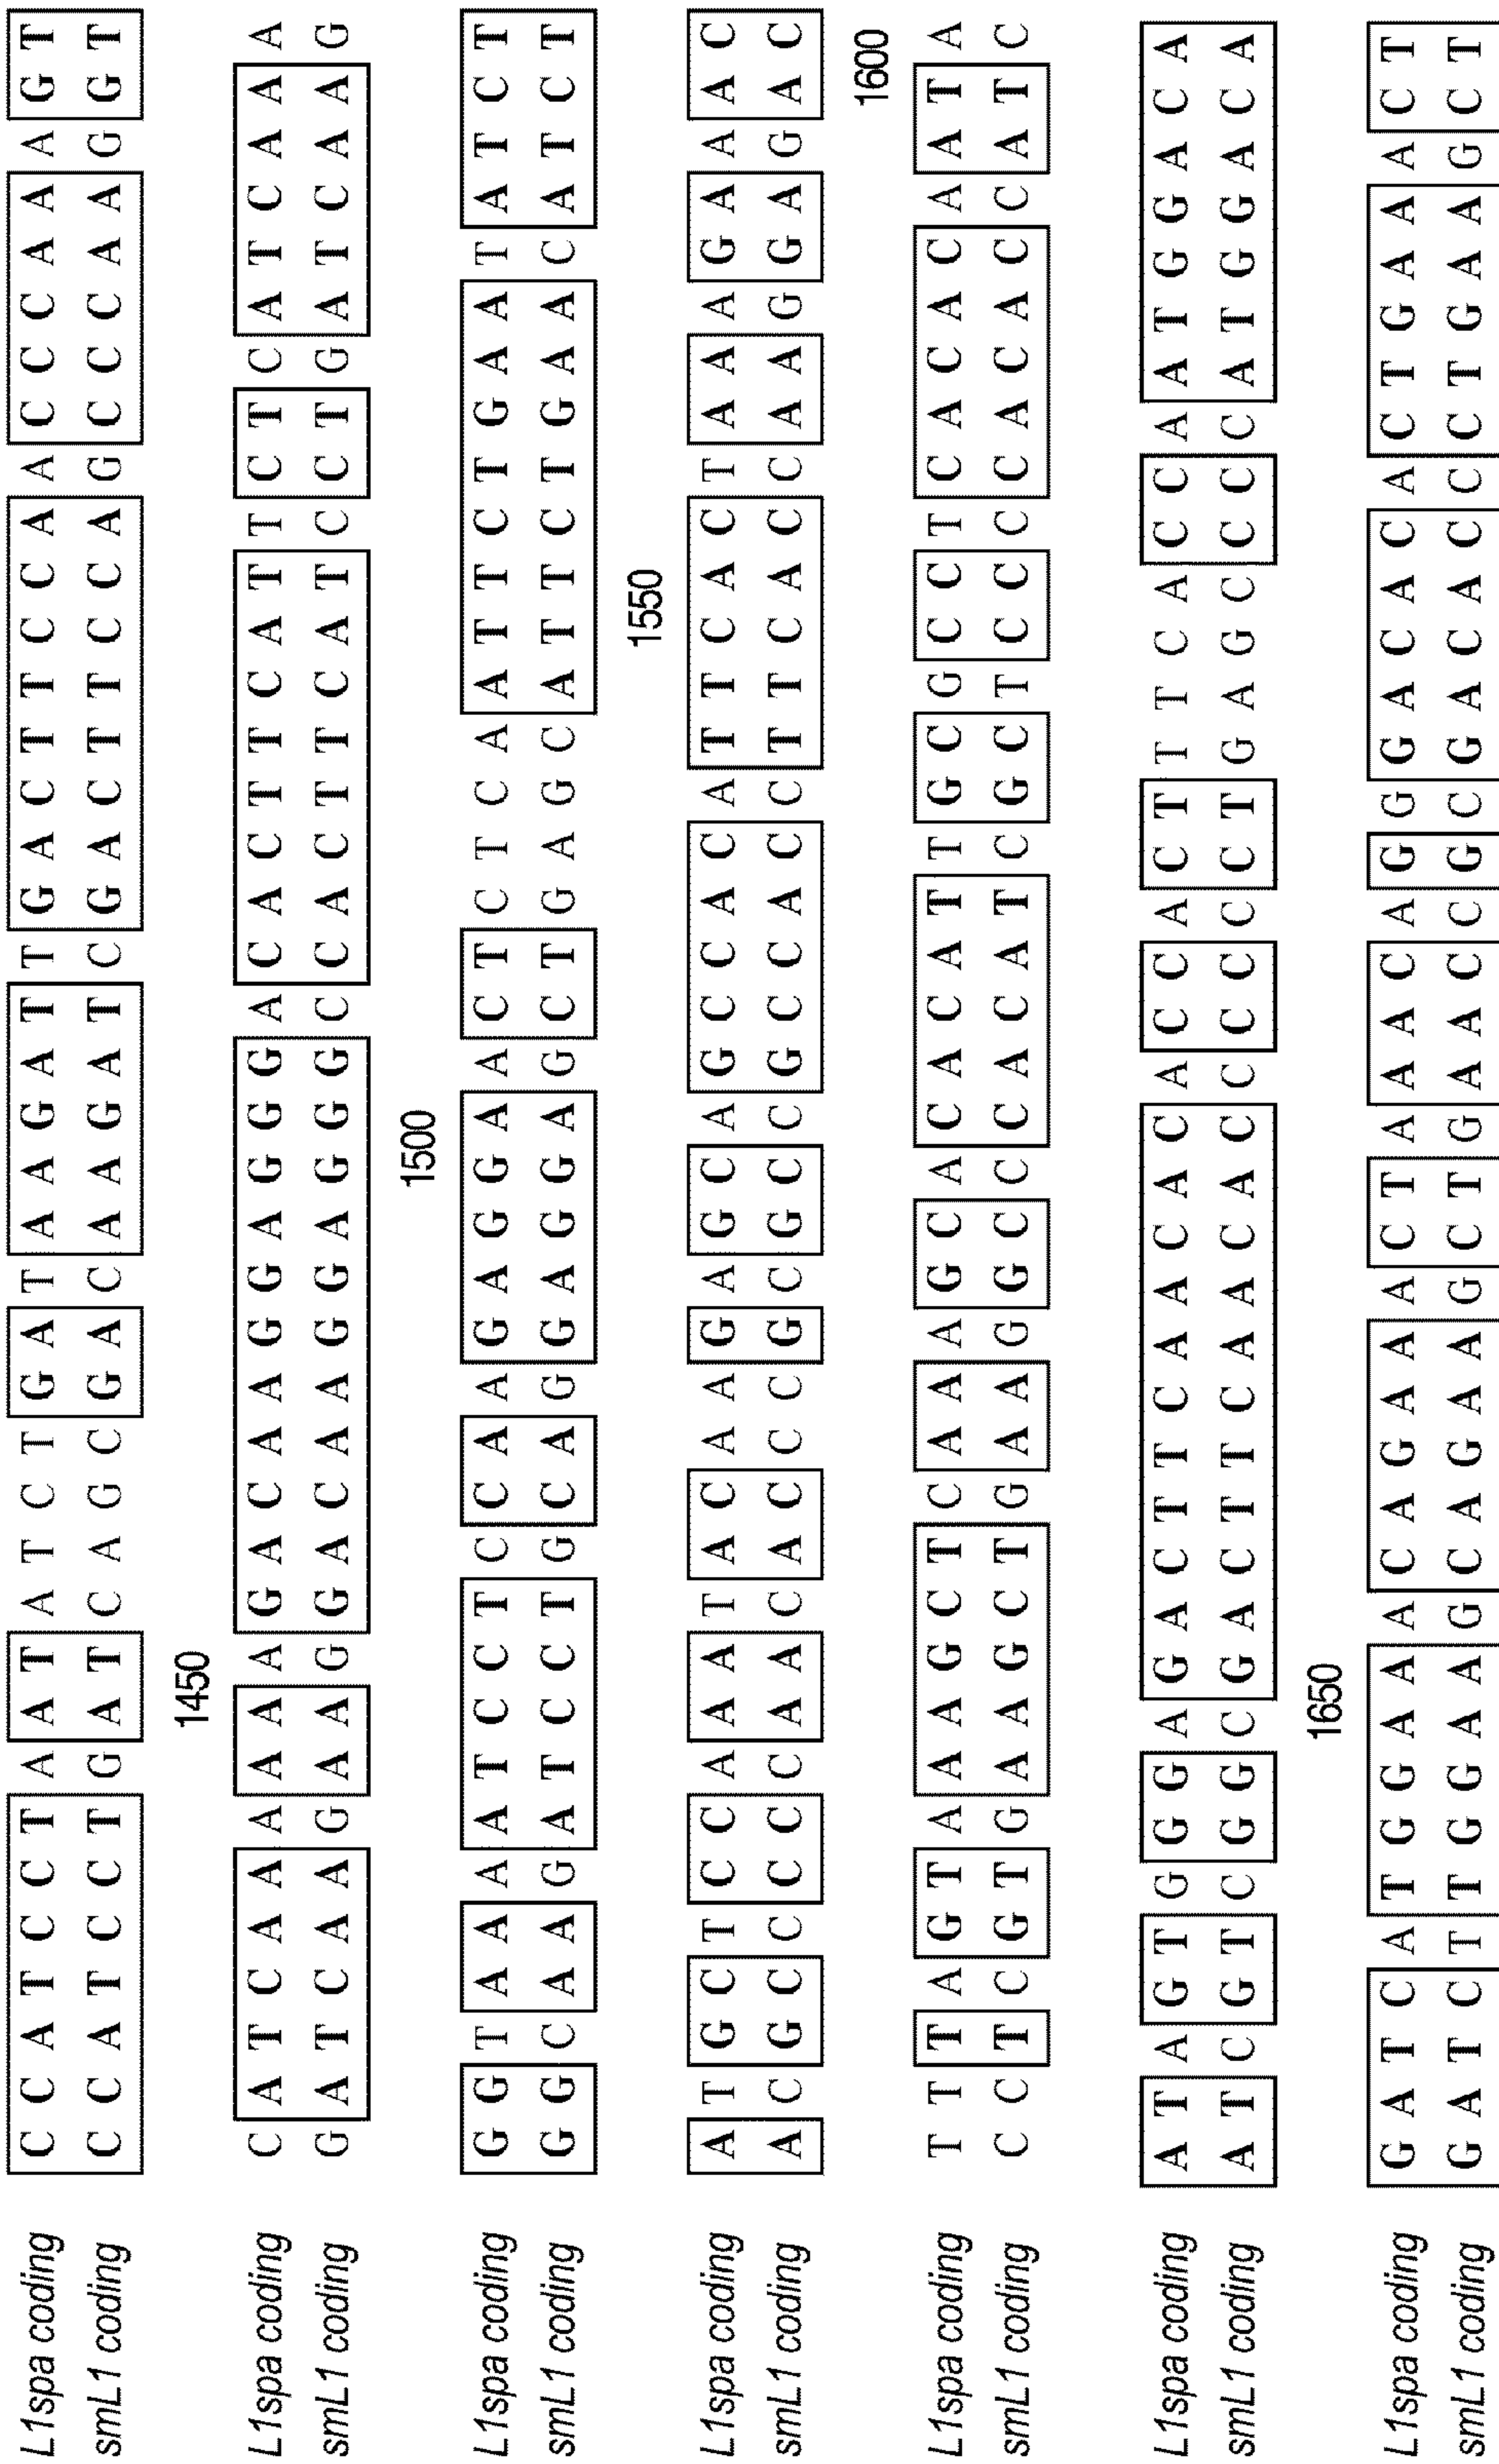 L1spa coding C C A T C C T A A T A T C T G A T A A G A T T G A C T T C C A A C C C A A A G T
smL1 coding C C A T C C T G A T C A G C G A C A A G A T C G A C T T C C A G C C C A A G G T
1450
L1spa coding C A T C A A A A A A G A C A A G G A G G G A C A C T T C A T T C T C A T C A A A
smL1 coding G A T C A A G A A G G A C A A G G A G G G C C A C T T C A T C C T G A T C A A G
1500
L1spa coding G G T A A A A T C C T C C A A G A G G A A C T C T C A A T T C T G A A T A T C T
smL1 coding G G C A A G A T C C T G C A G G A G G A G C T G A G C A T T C T G A A C A T C T
1550
L1spa coding A T G C T C C A A A T A C A A G A G C A G C C A C A T T C A C T A A A G A A A C
smL1 coding A C G C C C C C A A C A C C C G C G C C G C C A C C T T C A C C A A G G A G A C
1600
L1spa coding T T T A G T A A A G C T C A A A G C A C A C A T T G C G C C T C A C A C A A T A
smL1 coding C C T C G T G A A G C T G A A G G C C C A C A T C G C T C C C C A C A C C A T C
L1spa coding A T A G T G G G A G A C T T C A A C A C A C C A C T T T C A C C A A T G G A C A
smL1 coding A T C G T C G G C G A C T T C A A C A C C C C C C T G A G C C C C A T G G A C A
1650
L1spa coding G A T C A T G G A A A C A G A A A C T A A A C A G G G A C A C A C T G A A A C T
smL1 coding G A T C T T G G A A G C A G A A G C T G A A C C G C G A C A C C C T G A A G C T